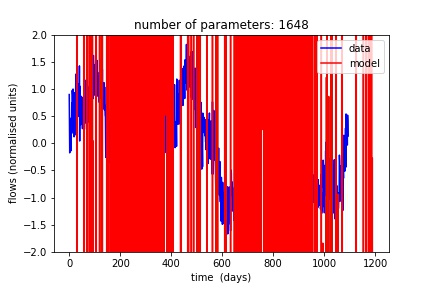 number of parameters: 1648
data
model
flows (normalised units)
2.0
1.5
1.0
0.5
0.0
−0.5
−1.0
−1.5
−2.0
0 200 400 600 800 1000 1200
time (days)